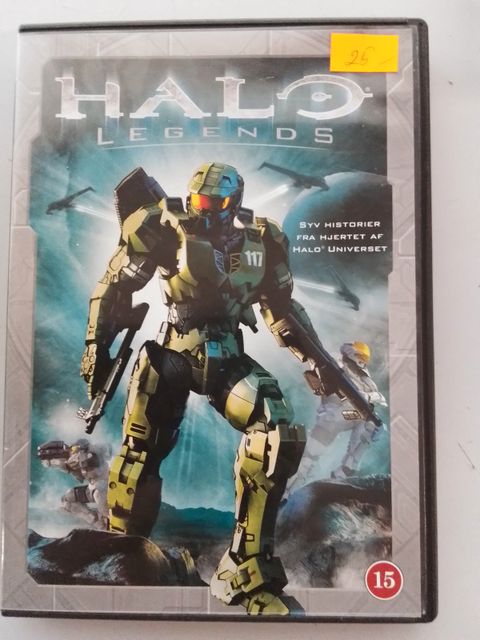 25,-
HALO®
LEGENDS
SYV HISTORIER
FRA HJERTET AF
HALO® UNIVERSET
117
15